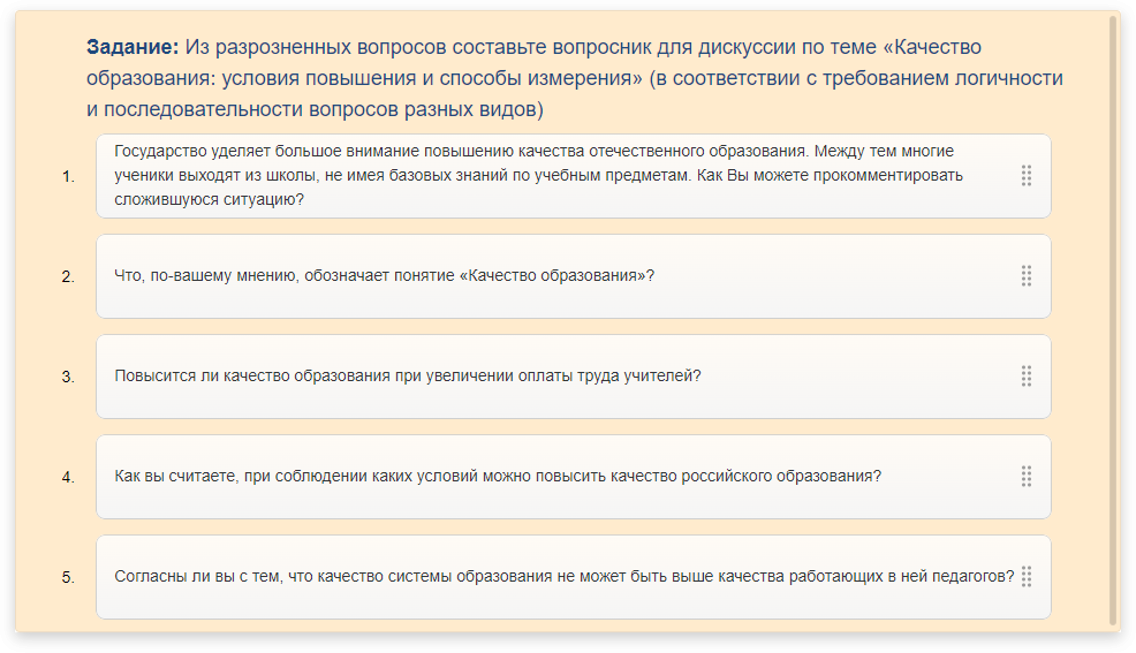 Задание: Из разрозненных вопросов составьте вопросник для дискуссии по теме «Качество
образования: условия повышения и способы измерения» (в соответствии с требованием логичности
и последовательности вопросов разных видов)
1.
Государство уделяет большое внимание повышению качества отечественного образования. Между тем многие
ученики выходят из школы, не имея базовых знаний по учебным предметам. Как Вы можете прокомментировать
сложившуюся ситуацию?
2.
Что, по-вашему мнению, обозначает понятие «Качество образования»?
3.
Повысится ли качество образования при увеличении оплаты труда учителей?
4.
Как вы считаете, при соблюдении каких условий можно повысить качество российского образования?
5.
Согласны ли вы с тем, что качество системы образования не может быть выше качества работающих в ней педагогов?